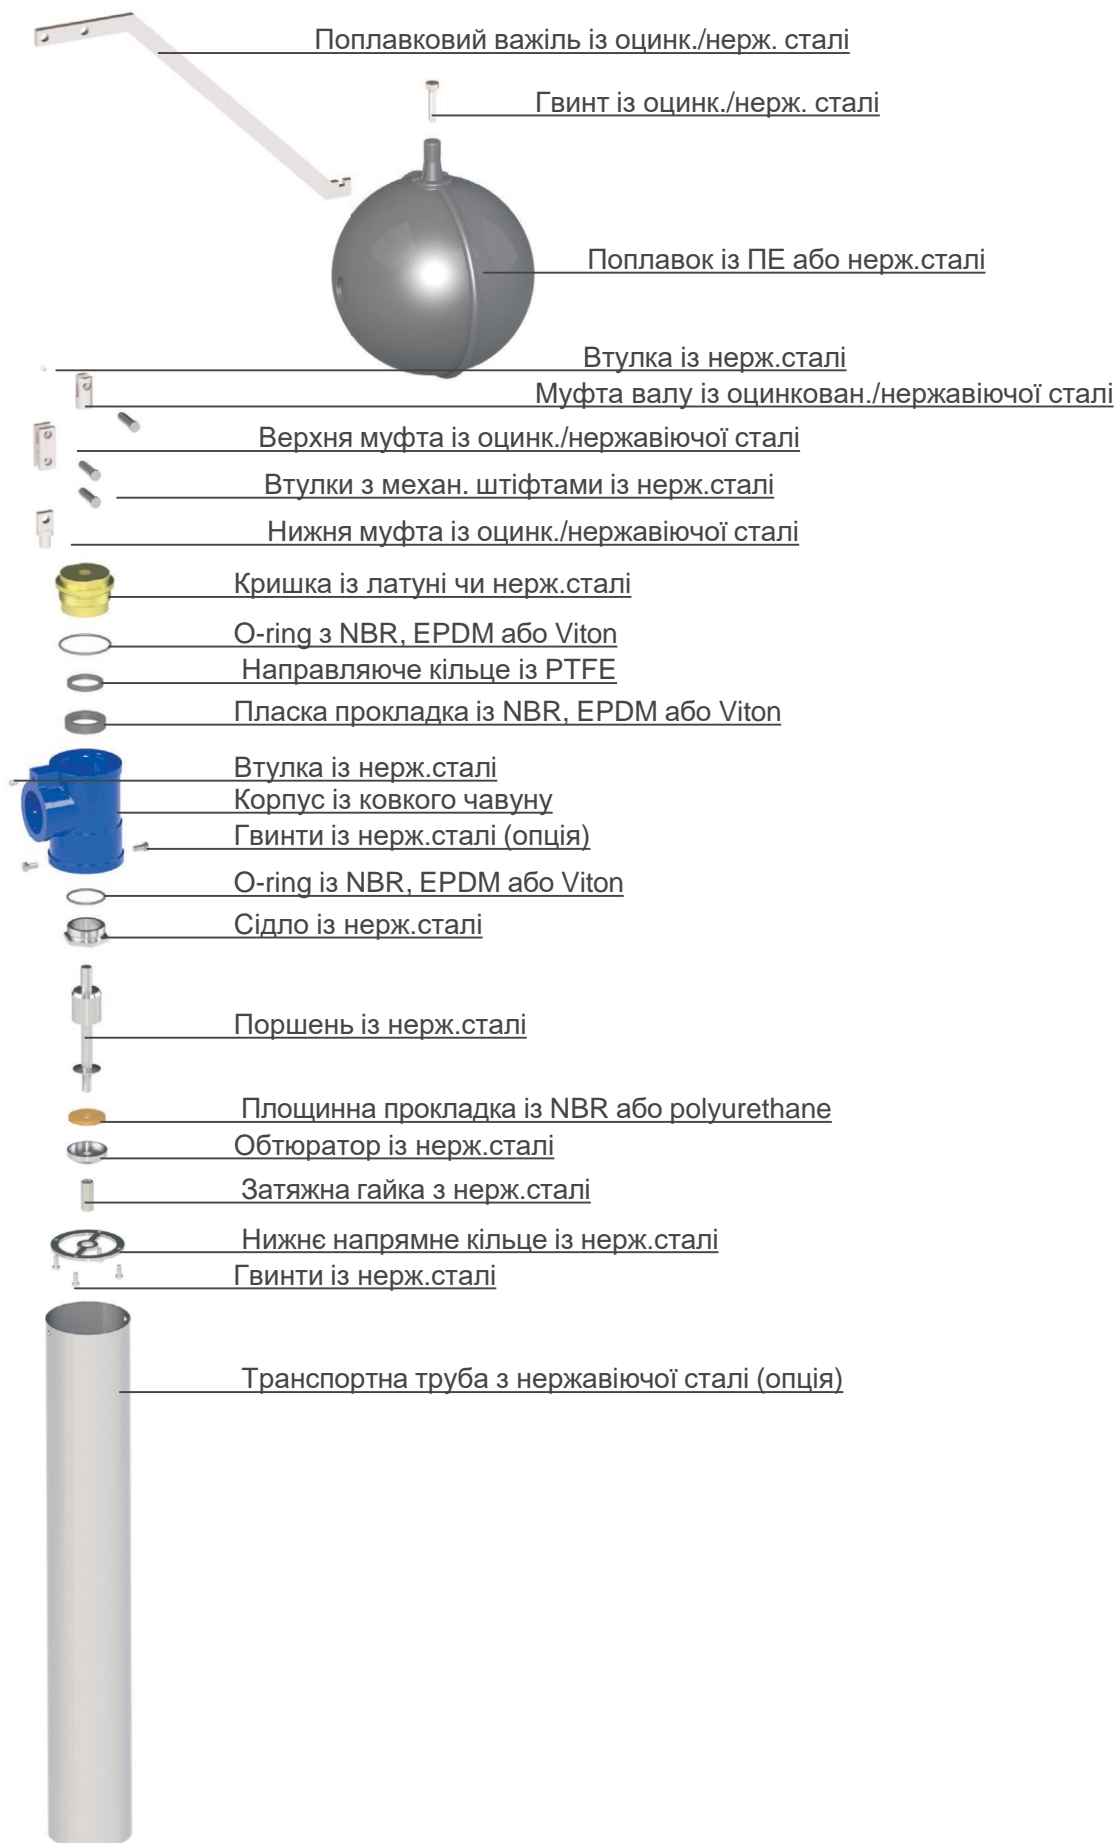 Поплавковий важіль із оцинк./нерж. сталі
Гвинт із оцинк./нерж. сталі
Поплавок із ПЕ або нерж.сталі
Втулка із нерж.сталі
Муфта валу із оцинкован./нержавіючої сталі
Верхня муфта із оцинк./нержавіючої сталі
Втулки з механ. штіфтами із нерж.сталі
Нижня муфта із оцинк./нержавіючої сталі
Кришка із латуні чи нерж.сталі
O-ring з NBR, EPDM або Viton
Направляюче кільце із PTFE
Пласка прокладка із NBR, EPDM або Viton
Втулка із нерж.сталі
Корпус із ковкого чавуну
Гвинти із нерж.сталі (опція)
O-ring із NBR, EPDM або Viton
Сідло із нерж.сталі
Поршень із нерж.сталі
Площинна прокладка із NBR або polyurethane
Обтюратор із нерж.сталі
Затяжна гайка з нерж.сталі
Нижнє напрямне кільце із нерж.сталі
Гвинти із нерж.сталі
Транспортна труба з нержавіючої сталі (опція)